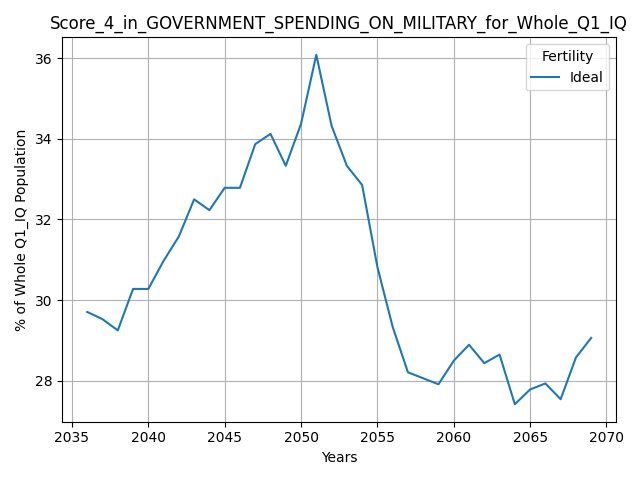 Score_4_in_GOVERNMENT_SPENDING_ON_MILITARY_for_Whole_Q1_IQ
Fertility
Ideal
% of Whole Q1_IQ Population
36
34
32
30
28
2035 2040 2045 2050 2055 2060 2065 2070
Years